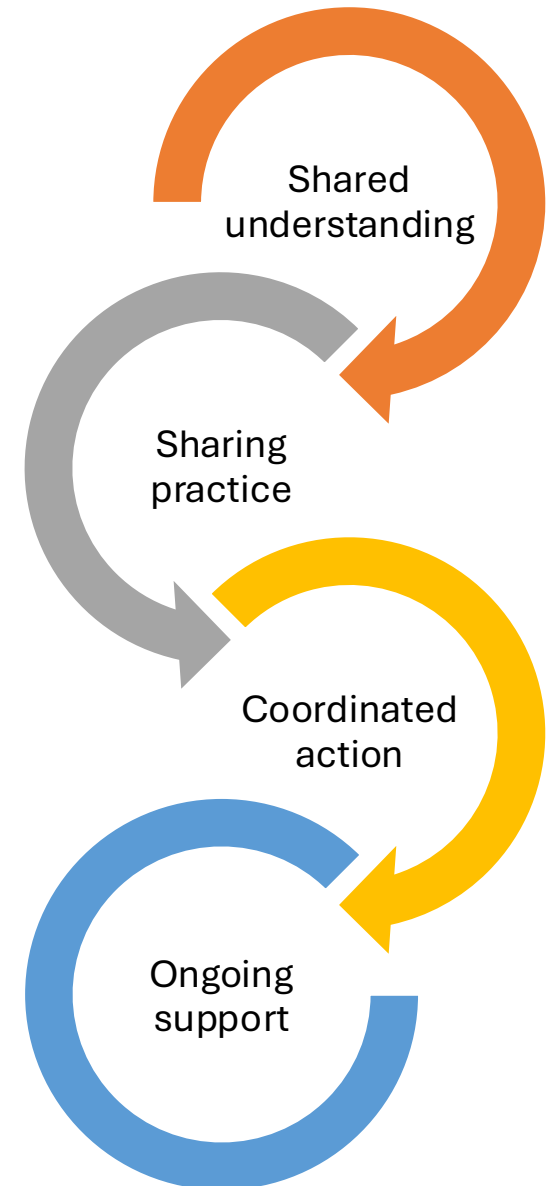 Shared
understanding
Sharing
practice
Coordinated
action
Ongoing
support